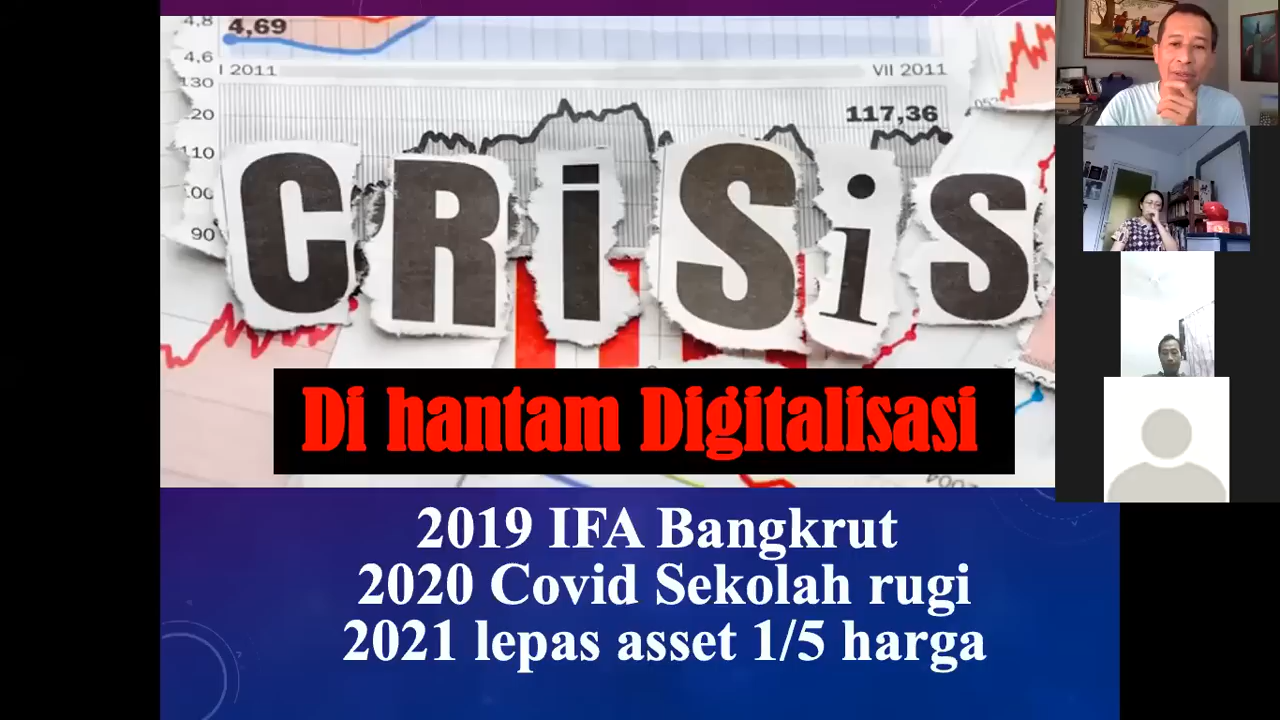 4,8
4,69
4,6
I 2011
VII 2011
130
120
117,36
110
100
90
CRiSiS
Di hantam Digitalisasi
2019 IFA Bangkrut
2020 Covid Sekolah rugi
2021 lepas asset 1/5 harga